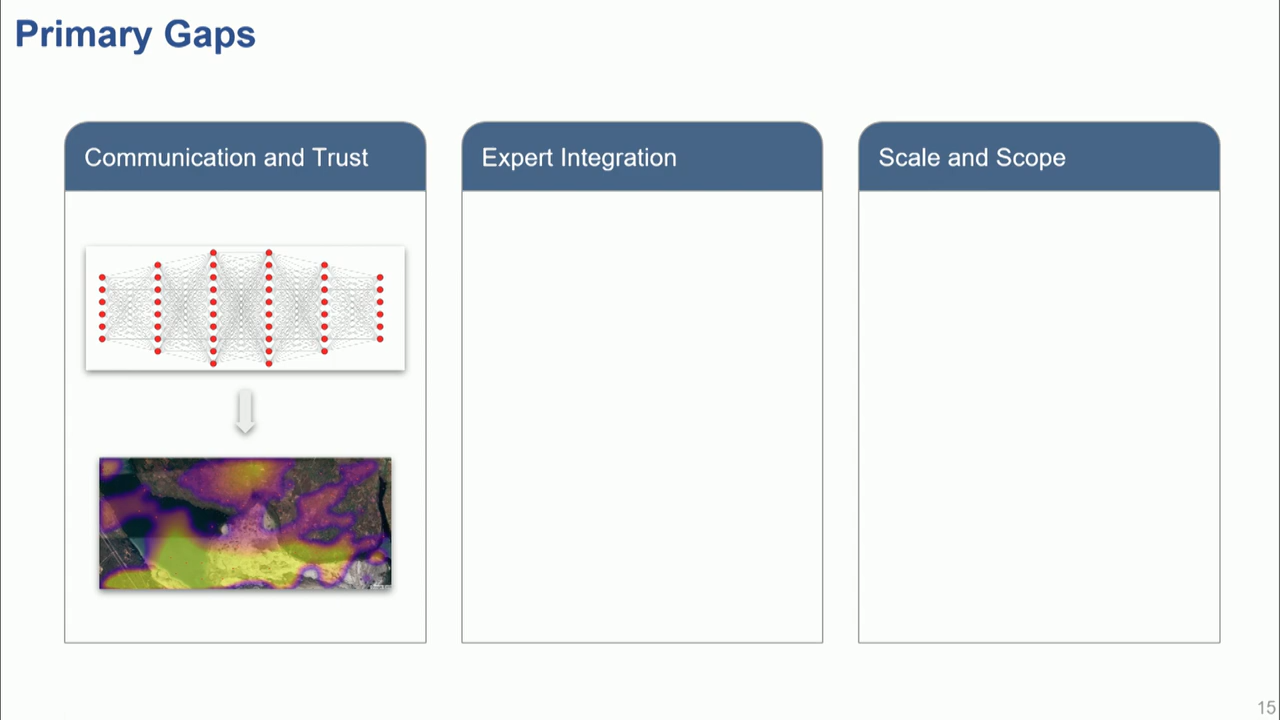 Primary Gaps
Communication and Trust
Expert Integration
Scale and Scope
15